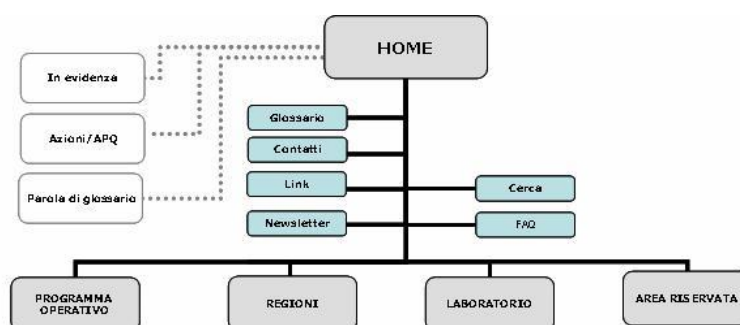 HOME
In evidenza
Azioni/APQ
Parola di glossario
Glossario
Contatti
Link
Newsletter
Cerca
FAQ
PROGRAMMA
OPERATIVO
REGIONI
LABORATORIO
AREA RISERVATA